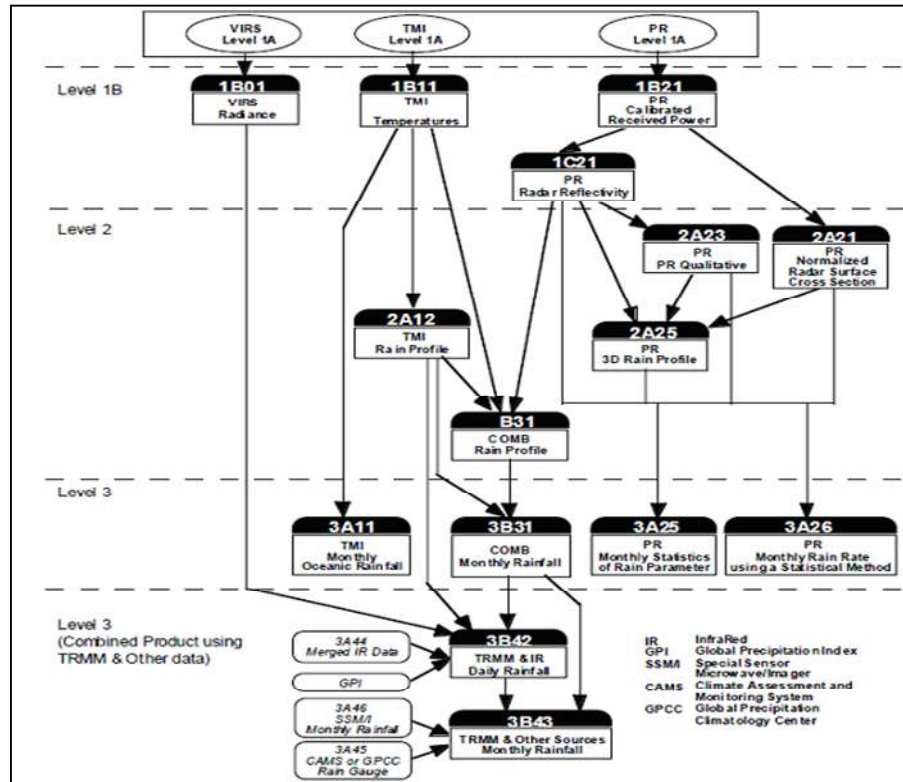 VIRS
Level 1A
TMI
Level 1A
PR
Level 1A
Level 1B
1B01
VIRS
Radiance
1B11
TMI
Temperatures
1B21
PR
Calibrated
Received Power
1C21
PR
Radar Reflectivity
Level 2
2A23
PR
PR Qualitative
2A21
PR
Normalized
Radar Surface
Cross Section
2A12
TMI
Rain Profile
2A25
PR
3D Rain Profile
B31
COMB
Rain Profile
Level 3
3A11
TMI
Monthly
Oceanic Rainfall
3B31
COMB
Monthly Rainfall
3A25
PR
Monthly Statistics
of Rain Parameter
3A26
PR
Monthly Rain Rate
using a Statistical Method
Level 3
(Combined Product using
TRMM & Other data)
3A44
Merged IR Data
GPI
3A46
SSM/I
Monthly Rainfall
3A45
CAMS or GPCC
Rain Gauge
3B42
TRMM & IR
Daily Rainfall
3B43
TRMM & Other Sources
Monthly Rainfall
IR InfraRed
GPI Global Precipitation Index
SSM/I Special Sensor
Microwave/Imager
CAMS Climate Assessment and
Monitoring System
GPCC Global Precipitation
Climatology Center